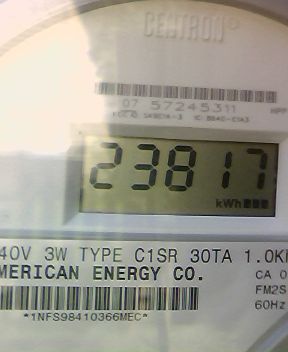 CENTRON®
07 57245311
23817
kWh
40V 3W TYPE C1SR 30TA 1.0K
MERICAN ENERGY CO.
CA 0
FM2S
60Hz
*1NFS98410366MEC*